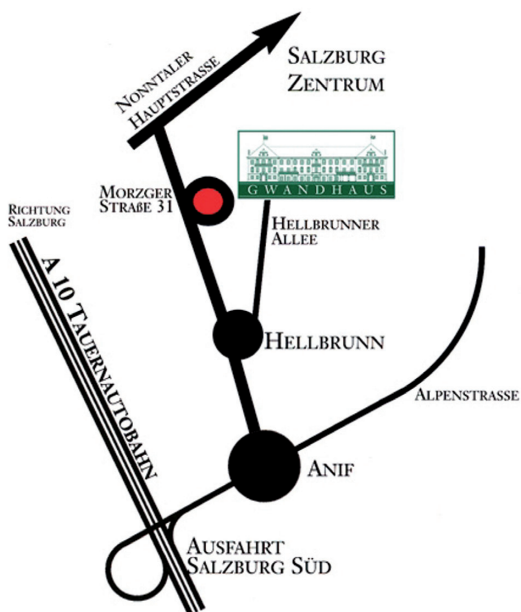 NONNTALER
HAUPTSTRASSE
SALZBURG
ZENTRUM
GWANDHAUS
MORZGER
STRAßE 31
RICHTUNG
SALZBURG
HELLBRUNNER
ALLEE
A 10 TAUERNAUTOBAHN
HELLBRUNN
ALPENSTRASSE
ANIF
AUSFAHRT
SALZBURG SÜD